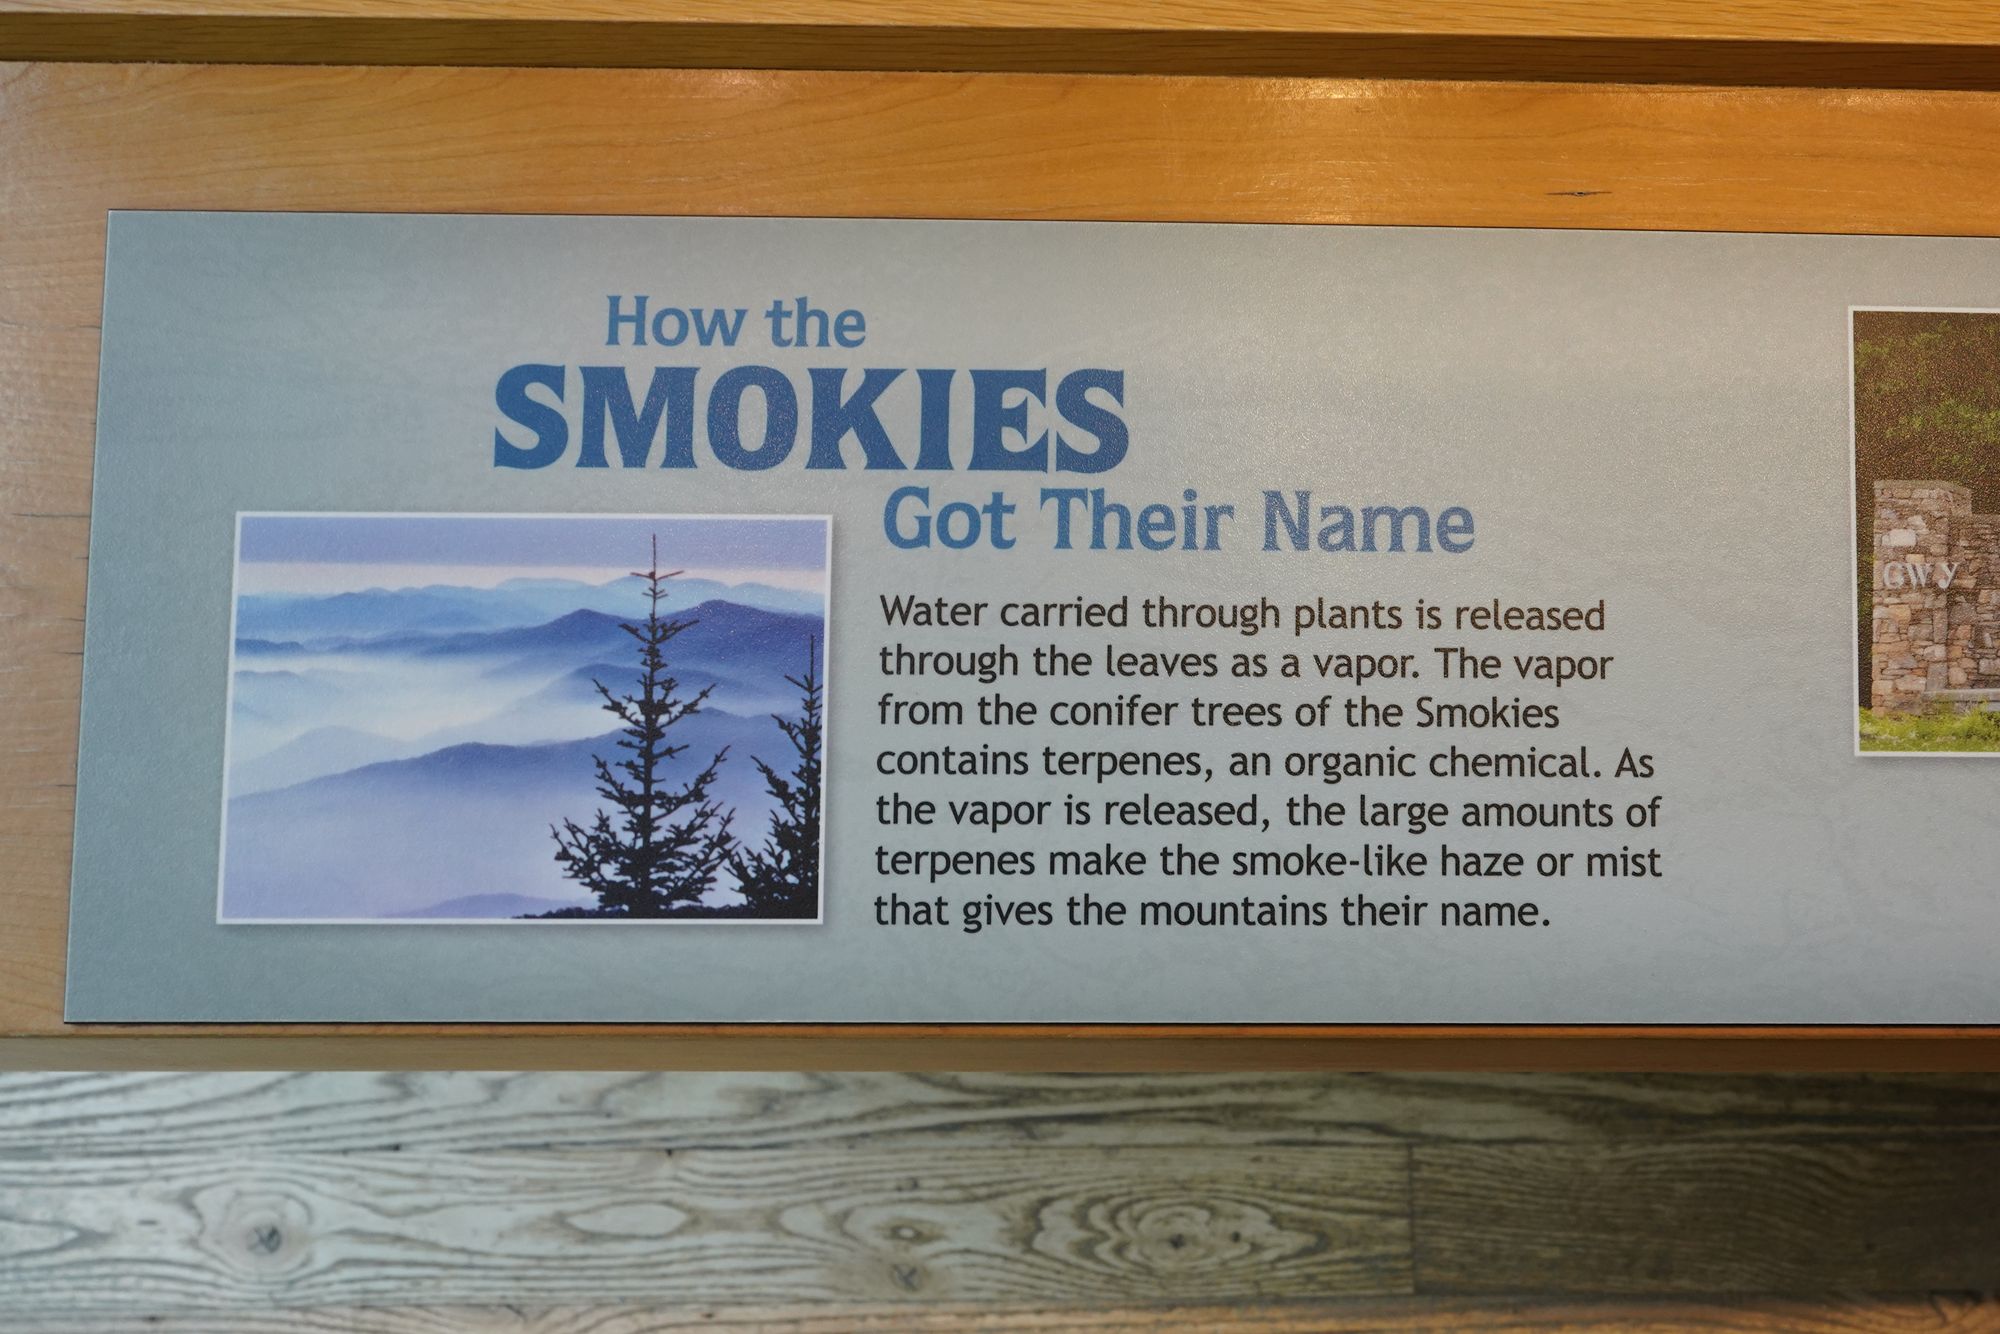 How the
SMOKIES
Got Their Name
Water carried through plants is released
through the leaves as a vapor. The vapor
from the conifer trees of the Smokies
contains terpenes, an organic chemical. As
the vapor is released, the large amounts of
terpenes make the smoke-like haze or mist
that gives the mountains their name.
GWY